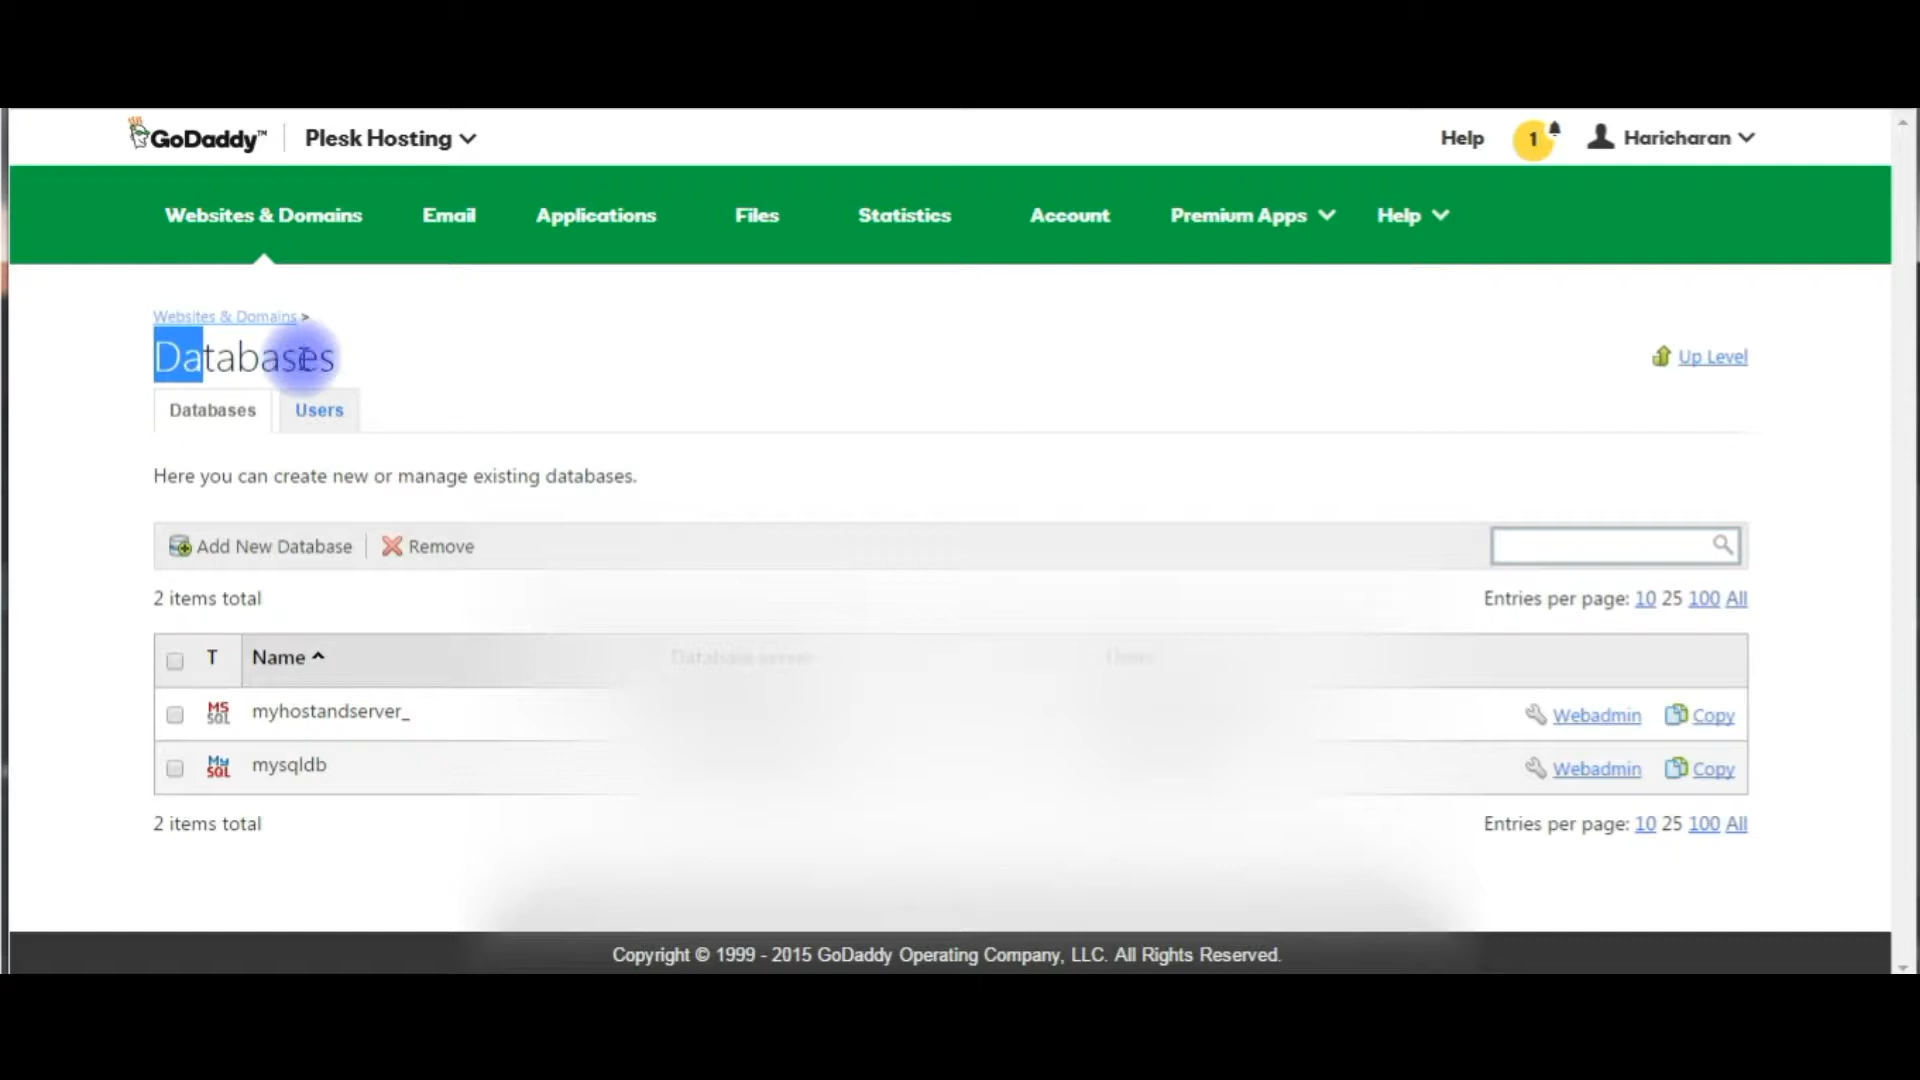 GoDaddy™ Plesk Hosting Help 1 Haricharan
Websites & Domains Email Applications Files Statistics Account Premium Apps Help
Websites & Domains >
Databases Up Level
Databases Users
Here you can create new or manage existing databases.
Add New Database Remove
2 items total Entries per page: 10 25 100 All
T Name Database server Users
MS SQL myhostandserver_ Webadmin Copy
My SQL mysqldb Webadmin Copy
2 items total Entries per page: 10 25 100 All
Copyright © 1999 - 2015 GoDaddy Operating Company, LLC. All Rights Reserved.